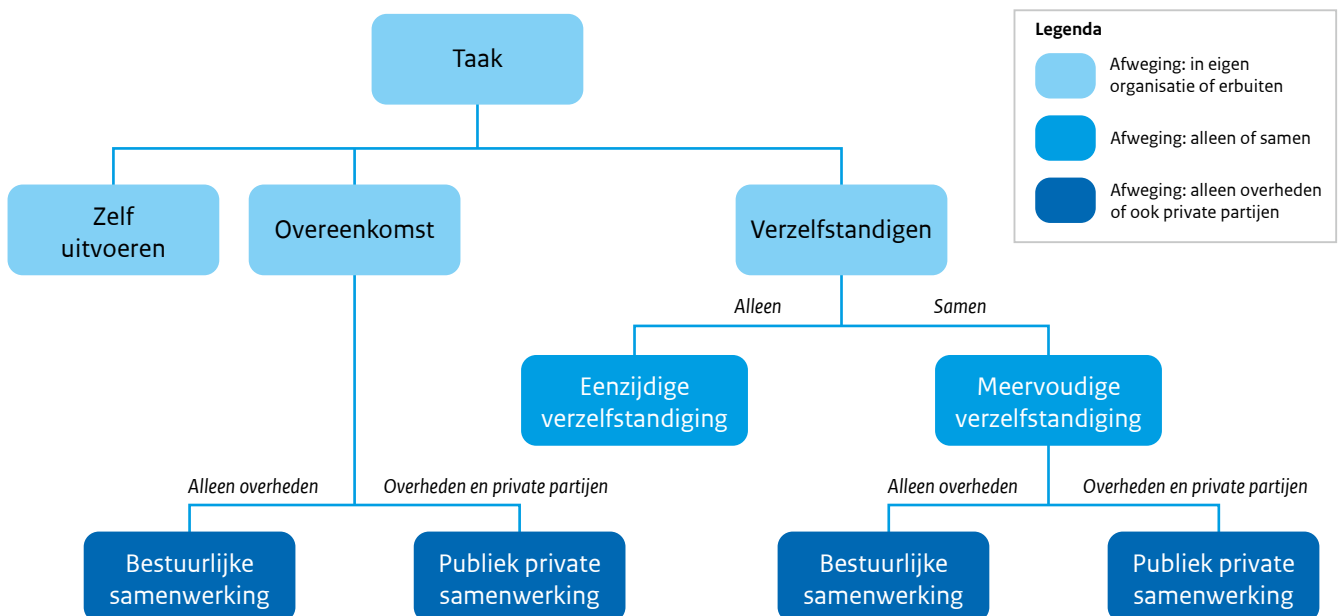 Taak
Legenda
Afweging: in eigen
organisatie of erbuiten
Afweging: alleen of samen
Afweging: alleen overheden
of ook private partijen
Zelf
uitvoeren
Overeenkomst
Verzelfstandigen
Alleen
Samen
Eenzijdige
verzelfstandiging
Meervoudige
verzelfstandiging
Alleen overheden
Overheden en private partijen
Alleen overheden
Overheden en private partijen
Bestuurlijke
samenwerking
Publiek private
samenwerking
Bestuurlijke
samenwerking
Publiek private
samenwerking